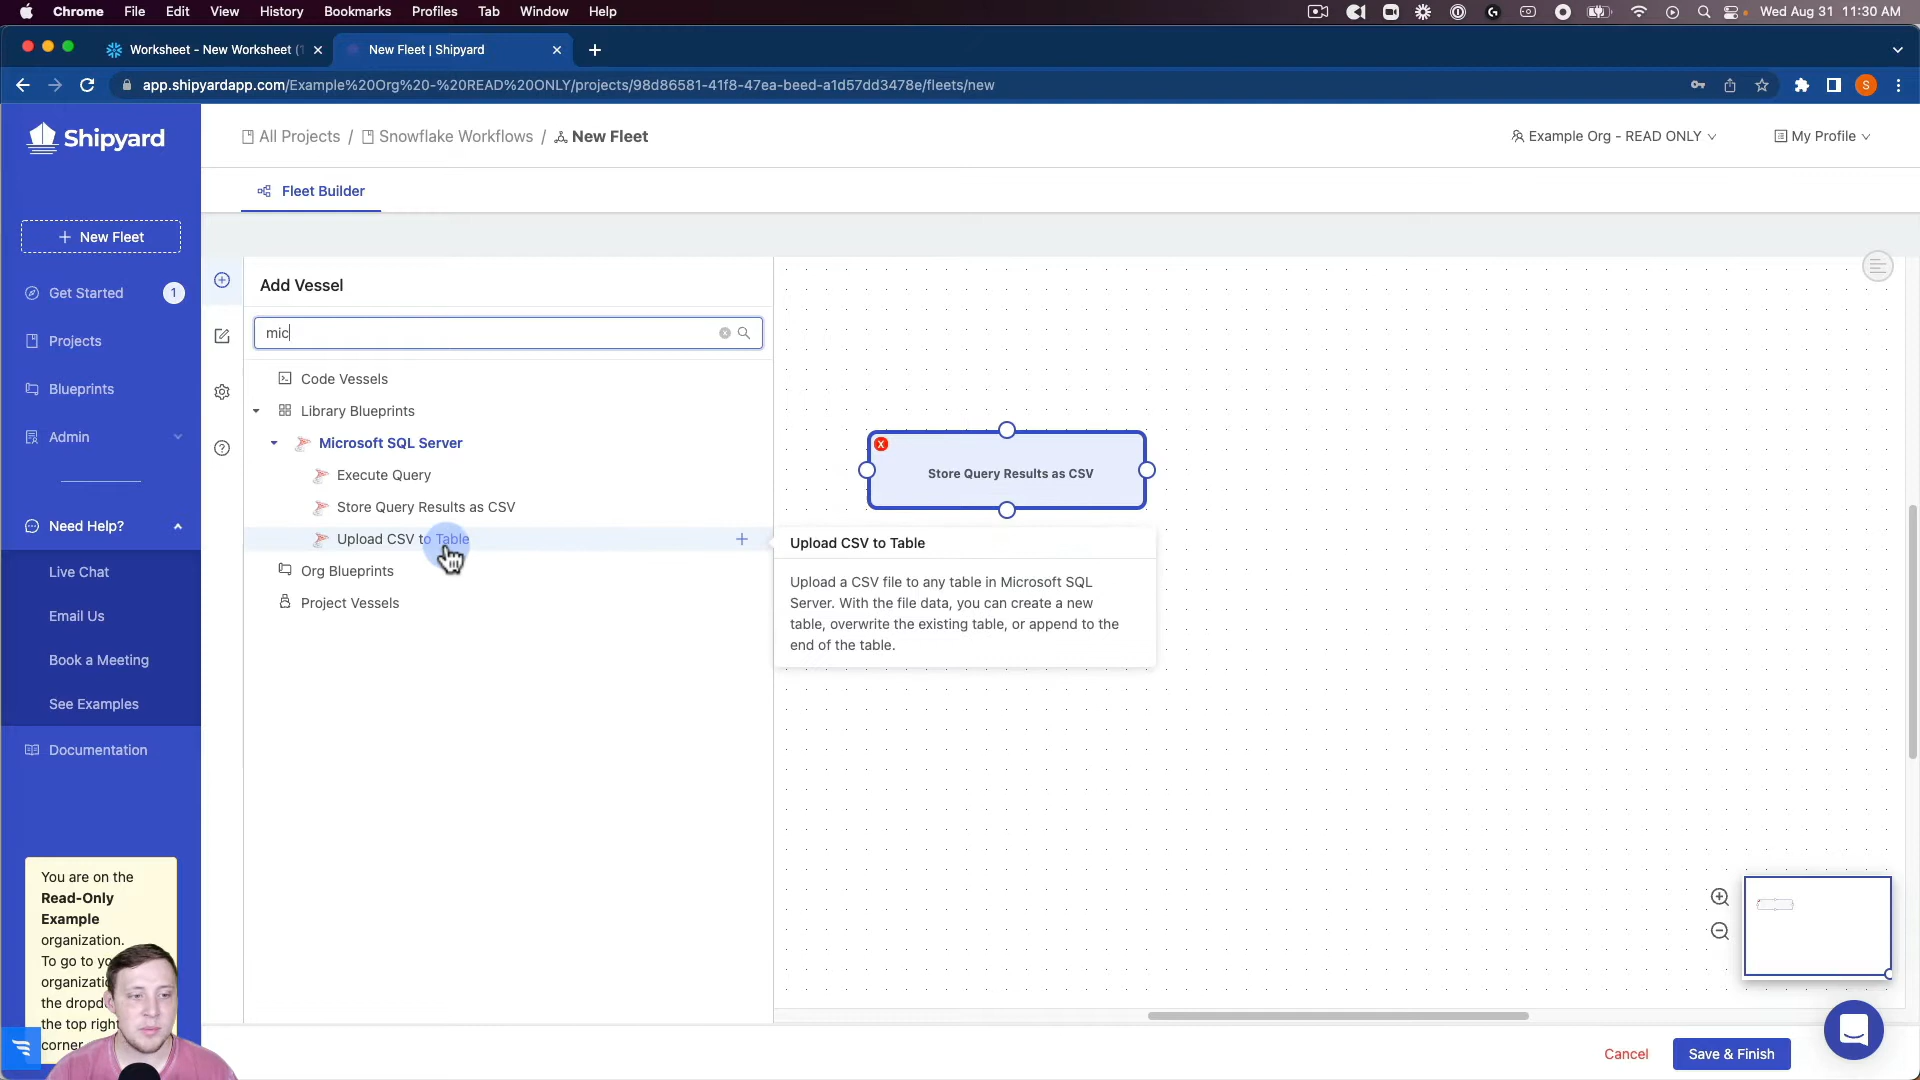 Chrome File Edit View History Bookmarks Profiles Tab Window Help
Wed Aug 31 11:30 AM
Worksheet - New Worksheet (1
New Fleet | Shipyard
app.shipyardapp.com/Example%20Org%20-%20READ%20ONLY/projects/98d86581-41f8-47ea-beed-a1d57dd3478e/fleets/new
S
Shipyard
All Projects / Snowflake Workflows / New Fleet
Example Org - READ ONLY
My Profile
Fleet Builder
+ New Fleet
Get Started 1
Projects
Blueprints
Admin
Need Help?
Live Chat
Email Us
Book a Meeting
See Examples
Documentation
You are on the
Read-Only
Example
organization.
To go to yo
organizatio
the dropd
the top right
corner
Add Vessel
mic
Code Vessels
Library Blueprints
Microsoft SQL Server
Execute Query
Store Query Results as CSV
Upload CSV to Table
Org Blueprints
Project Vessels
Store Query Results as CSV
Upload CSV to Table
Upload a CSV file to any table in Microsoft SQL
Server. With the file data, you can create a new
table, overwrite the existing table, or append to the
end of the table.
Cancel
Save & Finish